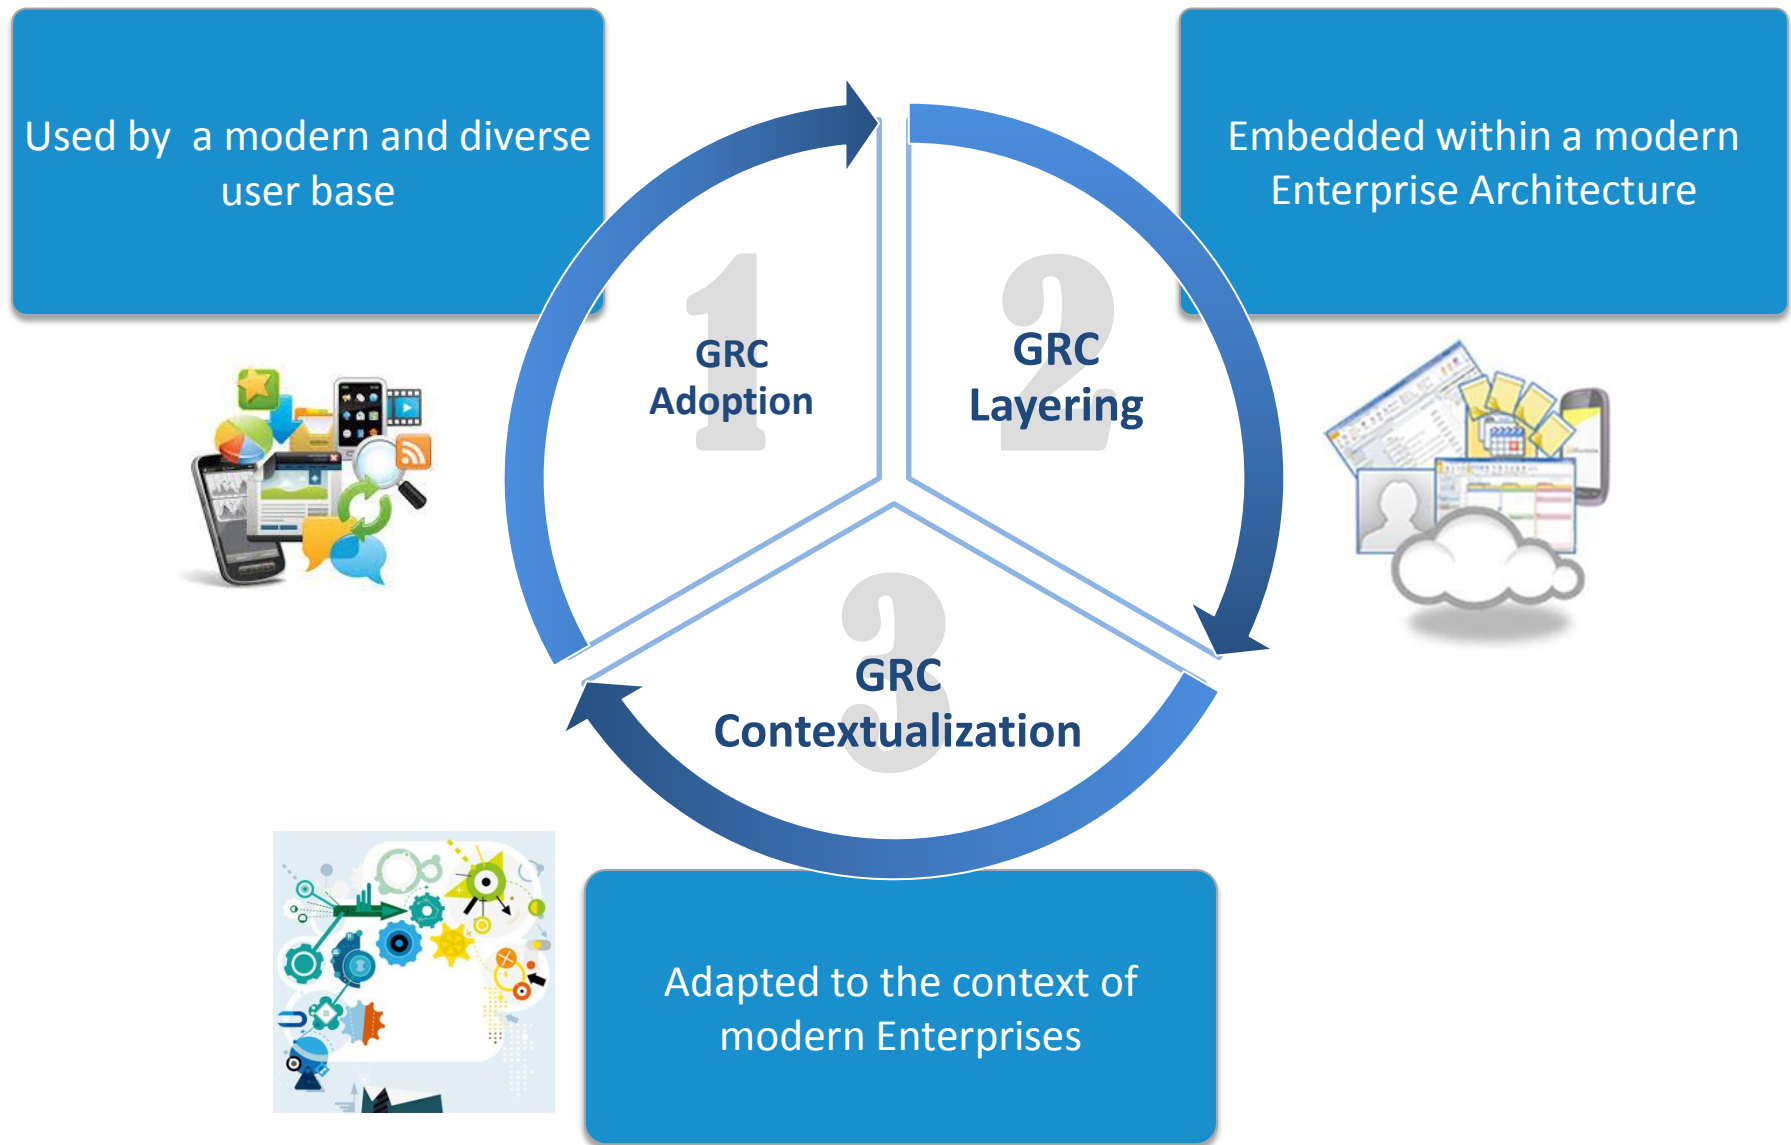 Used by  a modern and diverse
user base
Embedded within a modern
Enterprise Architecture
1
GRC
Adoption
2
GRC
Layering
3
GRC
Contextualization
Adapted to the context of
modern Enterprises